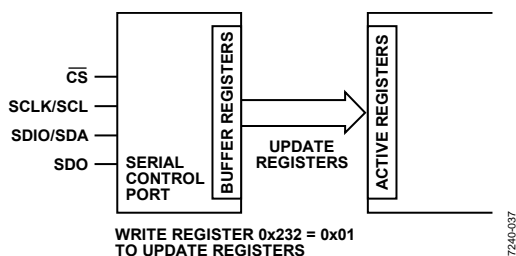 CS
SCLK/SCL
SDIO/SDA
SDO
SERIAL
CONTROL
PORT
BUFFER REGISTERS
UPDATE
REGISTERS
ACTIVE REGISTERS
WRITE REGISTER 0x232 = 0x01
TO UPDATE REGISTERS
7240-037